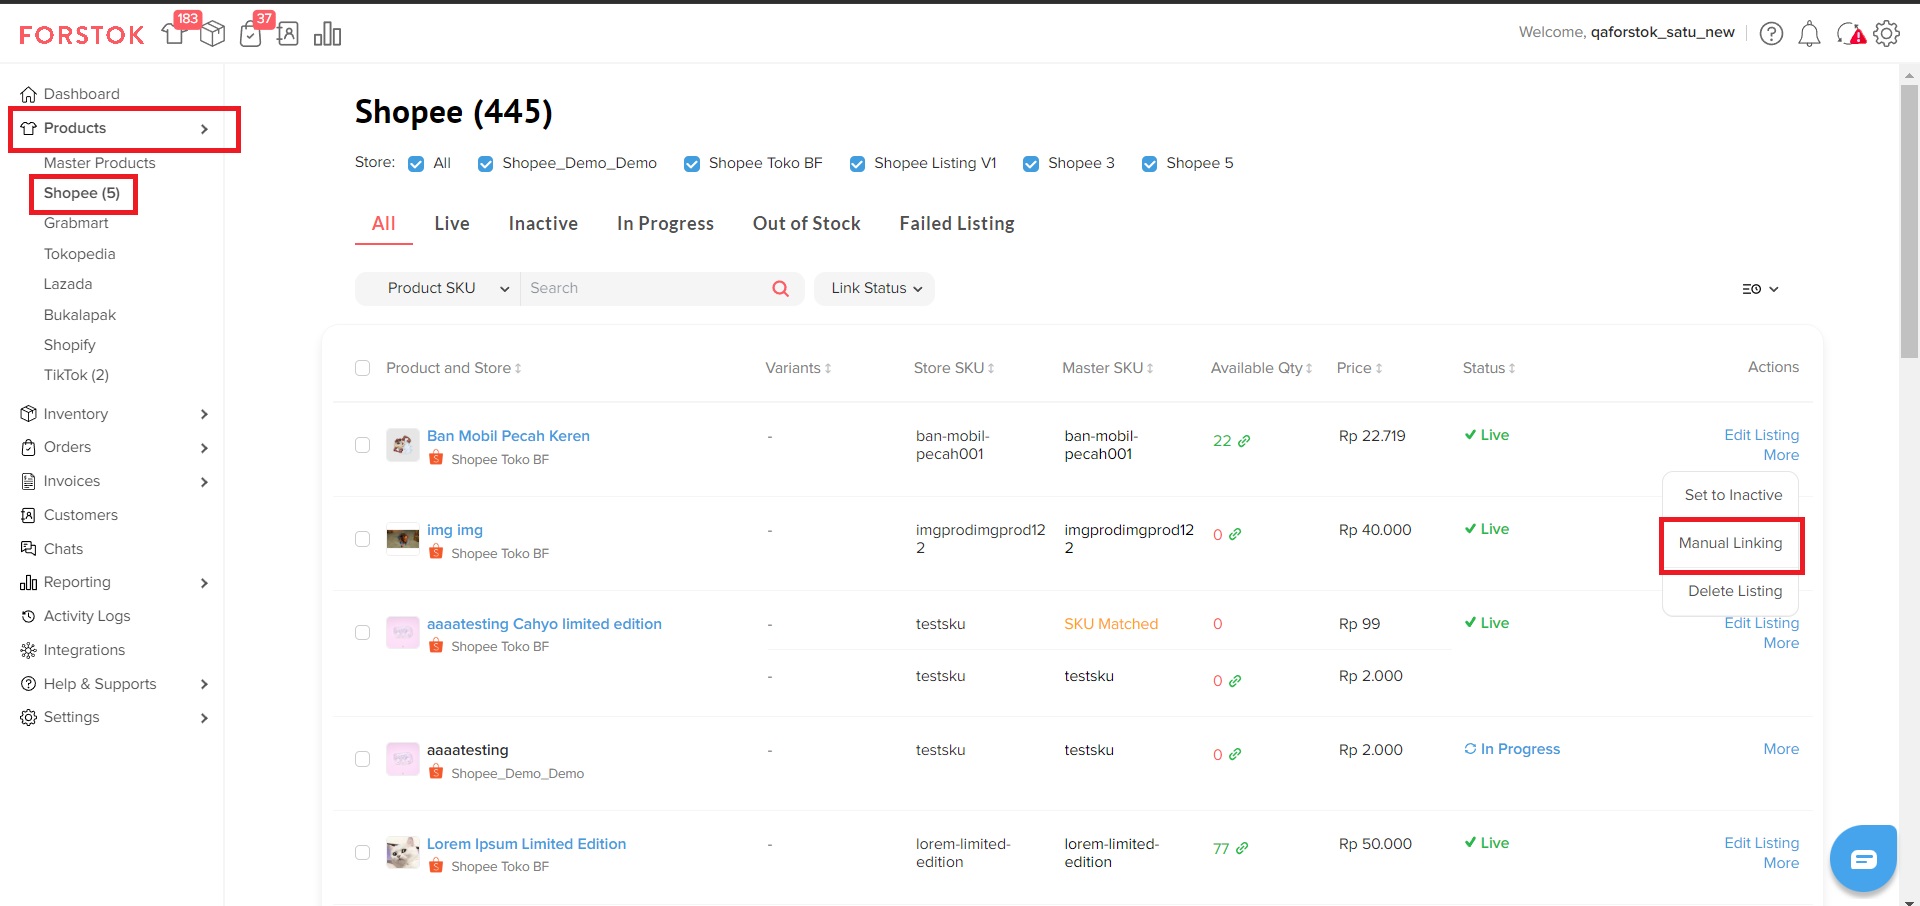 FORSTOK
183
37
Welcome, qaforstok_satu_new
Dashboard
Products
Master Products
Shopee (5)
Grabmart
Tokopedia
Lazada
Bukalapak
Shopify
TikTok (2)
Inventory
Orders
Invoices
Customers
Chats
Reporting
Activity Logs
Integrations
Help & Supports
Settings
Shopee (445)
Store: All Shopee_Demo_Demo Shopee Toko BF Shopee Listing V1 Shopee 3 Shopee 5
All Live Inactive In Progress Out of Stock Failed Listing
Product SKU Search Link Status
Product and Store Variants Store SKU Master SKU Available Qty Price Status Actions
Ban Mobil Pecah Keren
Shopee Toko BF
-
ban-mobil-
pecah001
ban-mobil-
pecah001
22
Rp 22.719
Live
Edit Listing
More
Set to Inactive
Manual Linking
Delete Listing
img img
Shopee Toko BF
-
imgprodimgprod12
2
imgprodimgprod12
2
0
Rp 40.000
Live
aaaatesting Cahyo limited edition
Shopee Toko BF
-
testsku
SKU Matched
0
Rp 99
Live
Edit Listing
More
-
testsku
testsku
0
Rp 2.000
aaaatesting
Shopee_Demo_Demo
-
testsku
testsku
0
Rp 2.000
In Progress
More
Lorem Ipsum Limited Edition
Shopee Toko BF
-
lorem-limited-
edition
lorem-limited-
edition
77
Rp 50.000
Live
Edit Listing
More